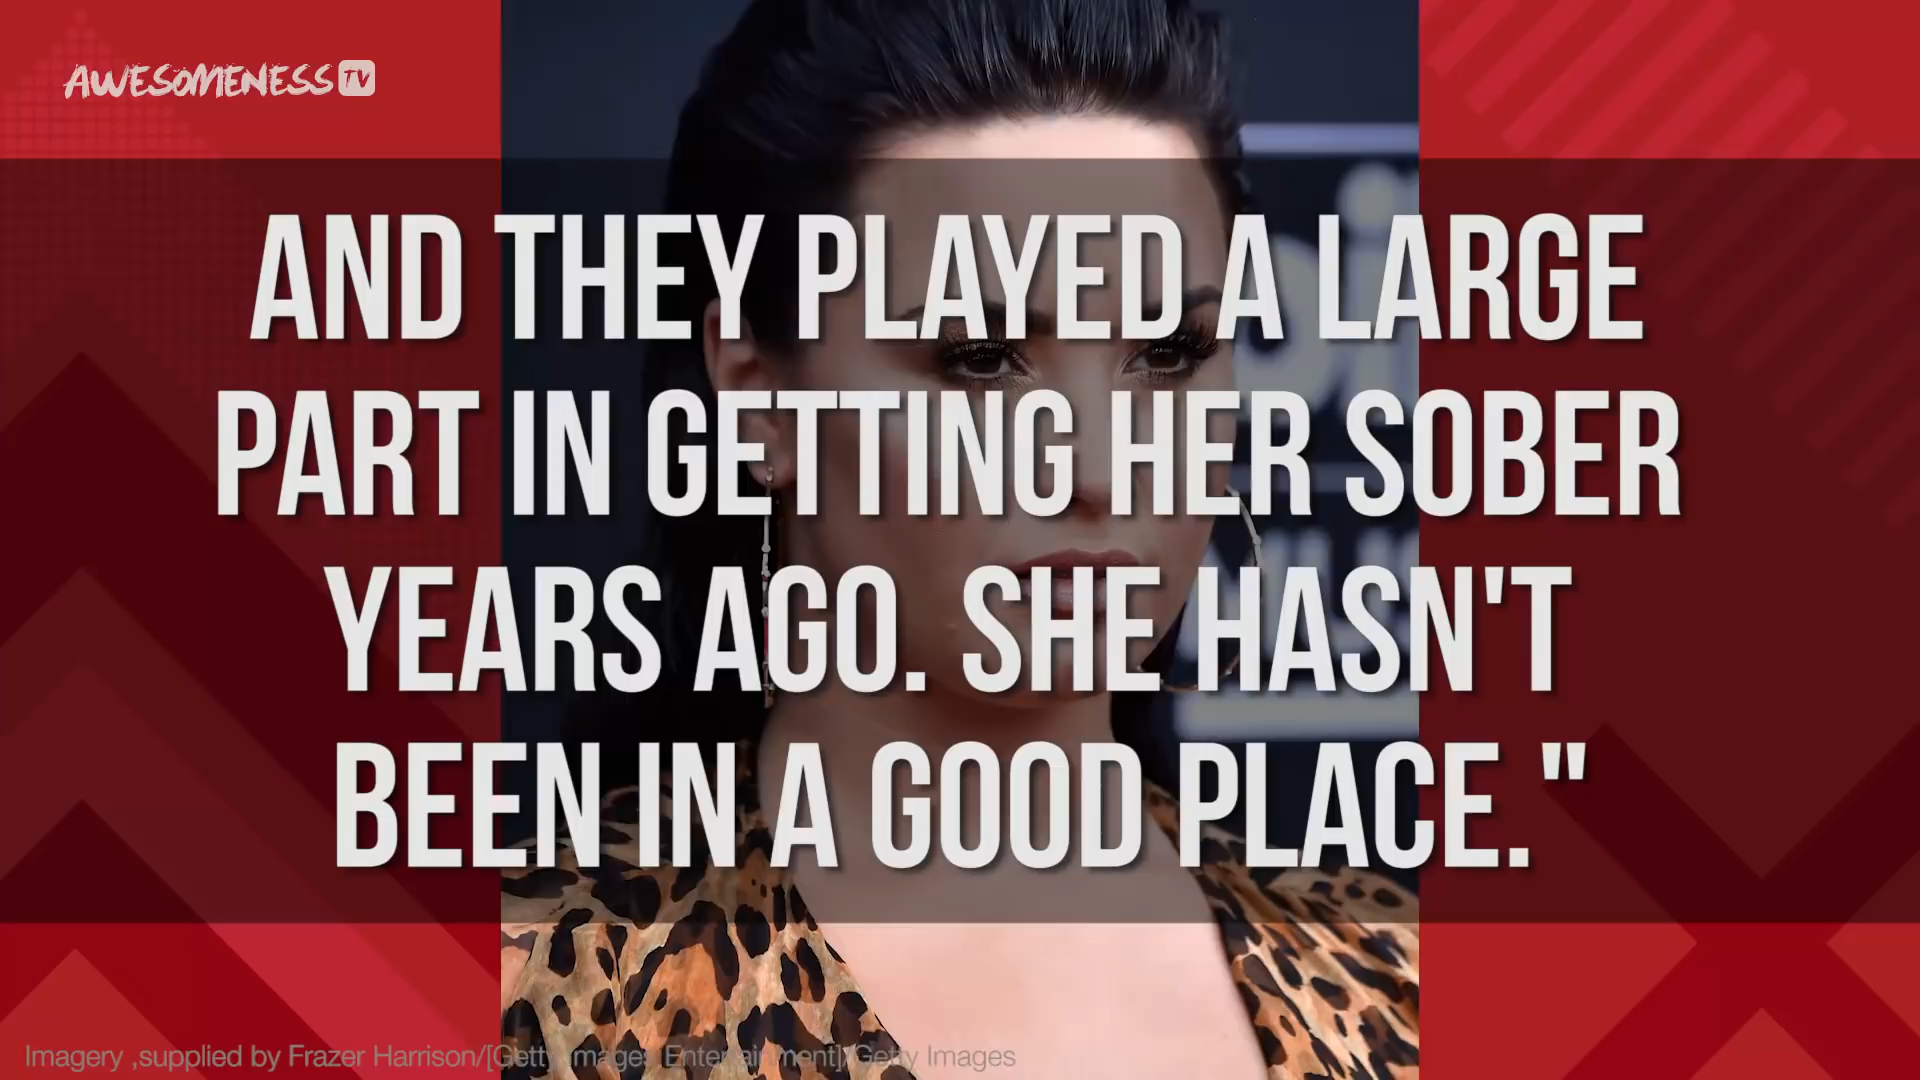 AWESOMENESS TV
AND THEY PLAYED A LARGE
PART IN GETTING HER SOBER
YEARS AGO. SHE HASN'T
BEEN IN A GOOD PLACE."
Imagery ,supplied by Frazer Harrison/[Getty Images Entertainment]/Getty Images